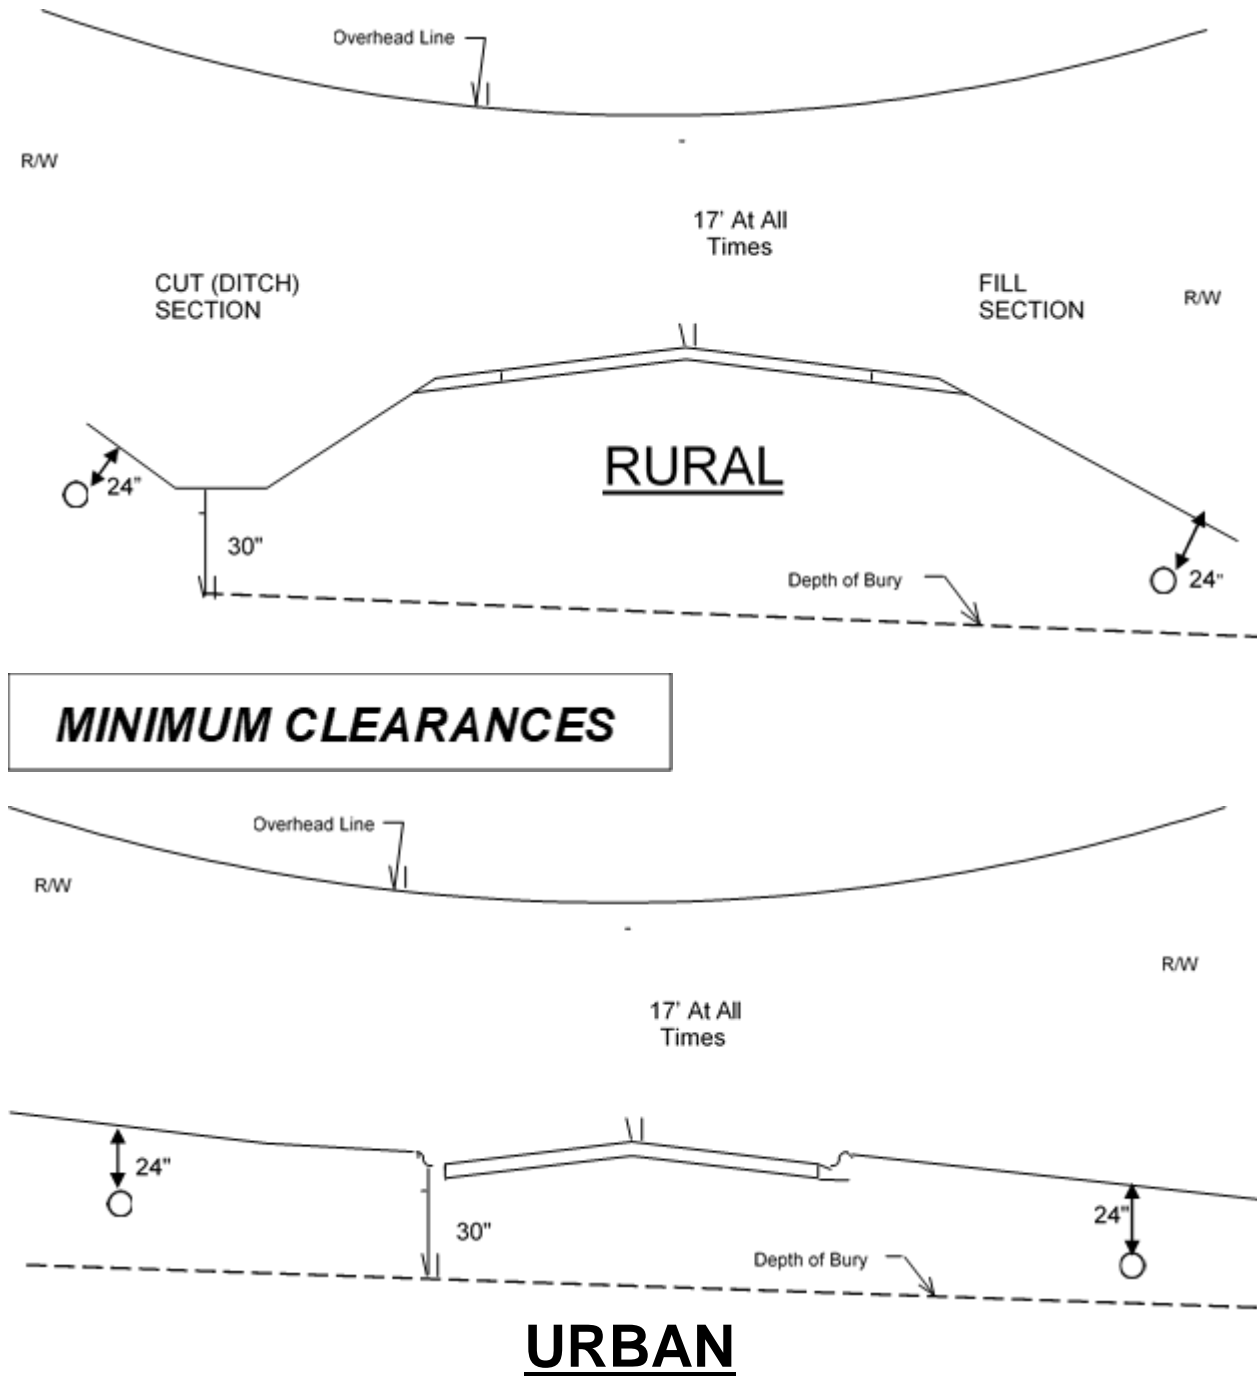 Overhead Line
R/W
17' At All
Times
CUT (DITCH)
SECTION
FILL
SECTION
R/W
RURAL
24"
30"
Depth of Bury
24"
MINIMUM CLEARANCES
Overhead Line
R/W
R/W
17' At All
Times
24"
24"
30"
Depth of Bury
URBAN